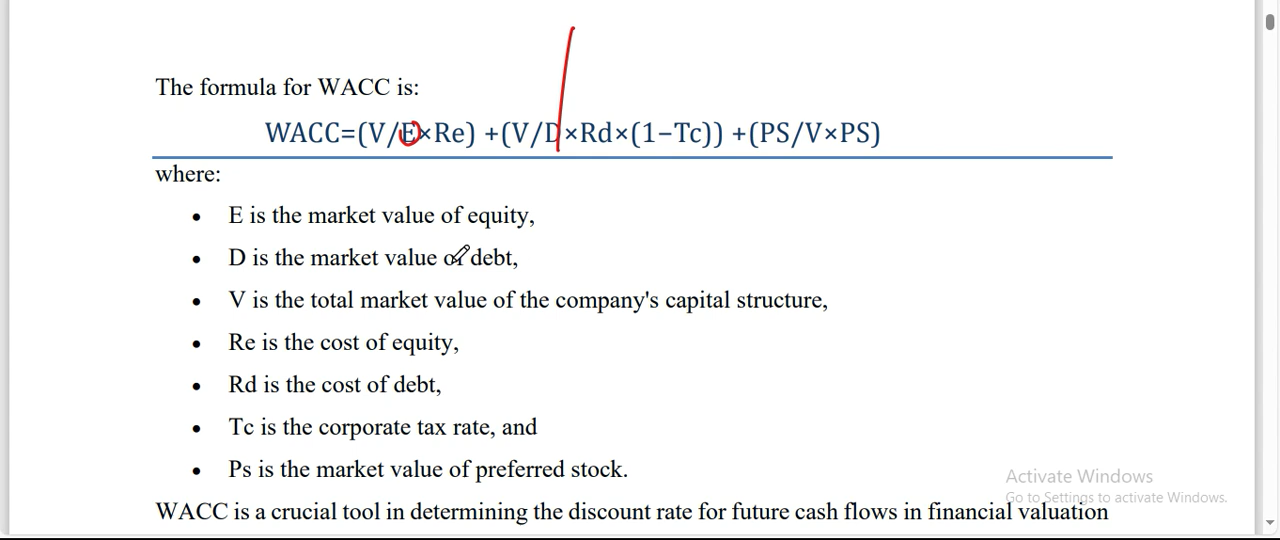 The formula for WACC is:
WACC=(V/E×Re) +(V/D×Rd×(1−Tc)) +(PS/V×PS)
where:
• E is the market value of equity,
• D is the market value of debt,
• V is the total market value of the company's capital structure,
• Re is the cost of equity,
• Rd is the cost of debt,
• Tc is the corporate tax rate, and
• Ps is the market value of preferred stock.
Activate Windows
Go to Settings to activate Windows.
WACC is a crucial tool in determining the discount rate for future cash flows in financial valuation